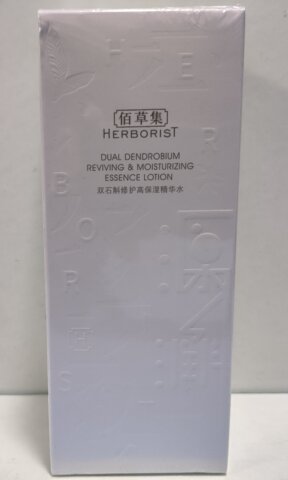 佰草集
HERBORIST
DUAL DENDROBIUM
REVIVING & MOISTURIZING
ESSENCE LOTION
双石斛修护高保湿精华水
H E R B O R I S T